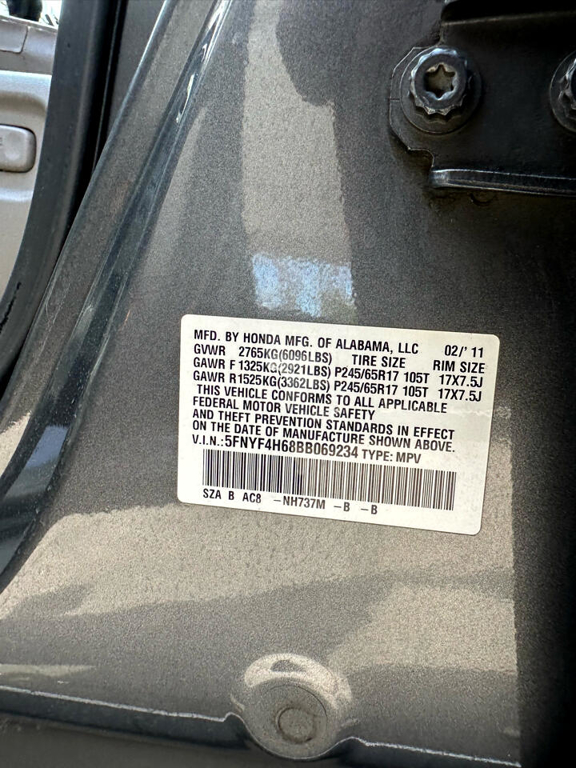 MFD. BY HONDA MFG. OF ALABAMA, LLC 02/'11
GVWR 2765KG(6096LBS) TIRE SIZE RIM SIZE
GAWR F 1325KG(2921LBS) P245/65R17 105T 17X7.5J
GAWR R1525KG(3362LBS) P245/65R17 105T 17X7.5J
THIS VEHICLE CONFORMS TO ALL APPLICABLE
FEDERAL MOTOR VEHICLE SAFETY
AND THEFT PREVENTION STANDARDS IN EFFECT
ON THE DATE OF MANUFACTURE SHOWN ABOVE.
V.I.N.:5FNYF4H68BB069234 TYPE: MPV
SZA B AC8 -NH737M -B -B